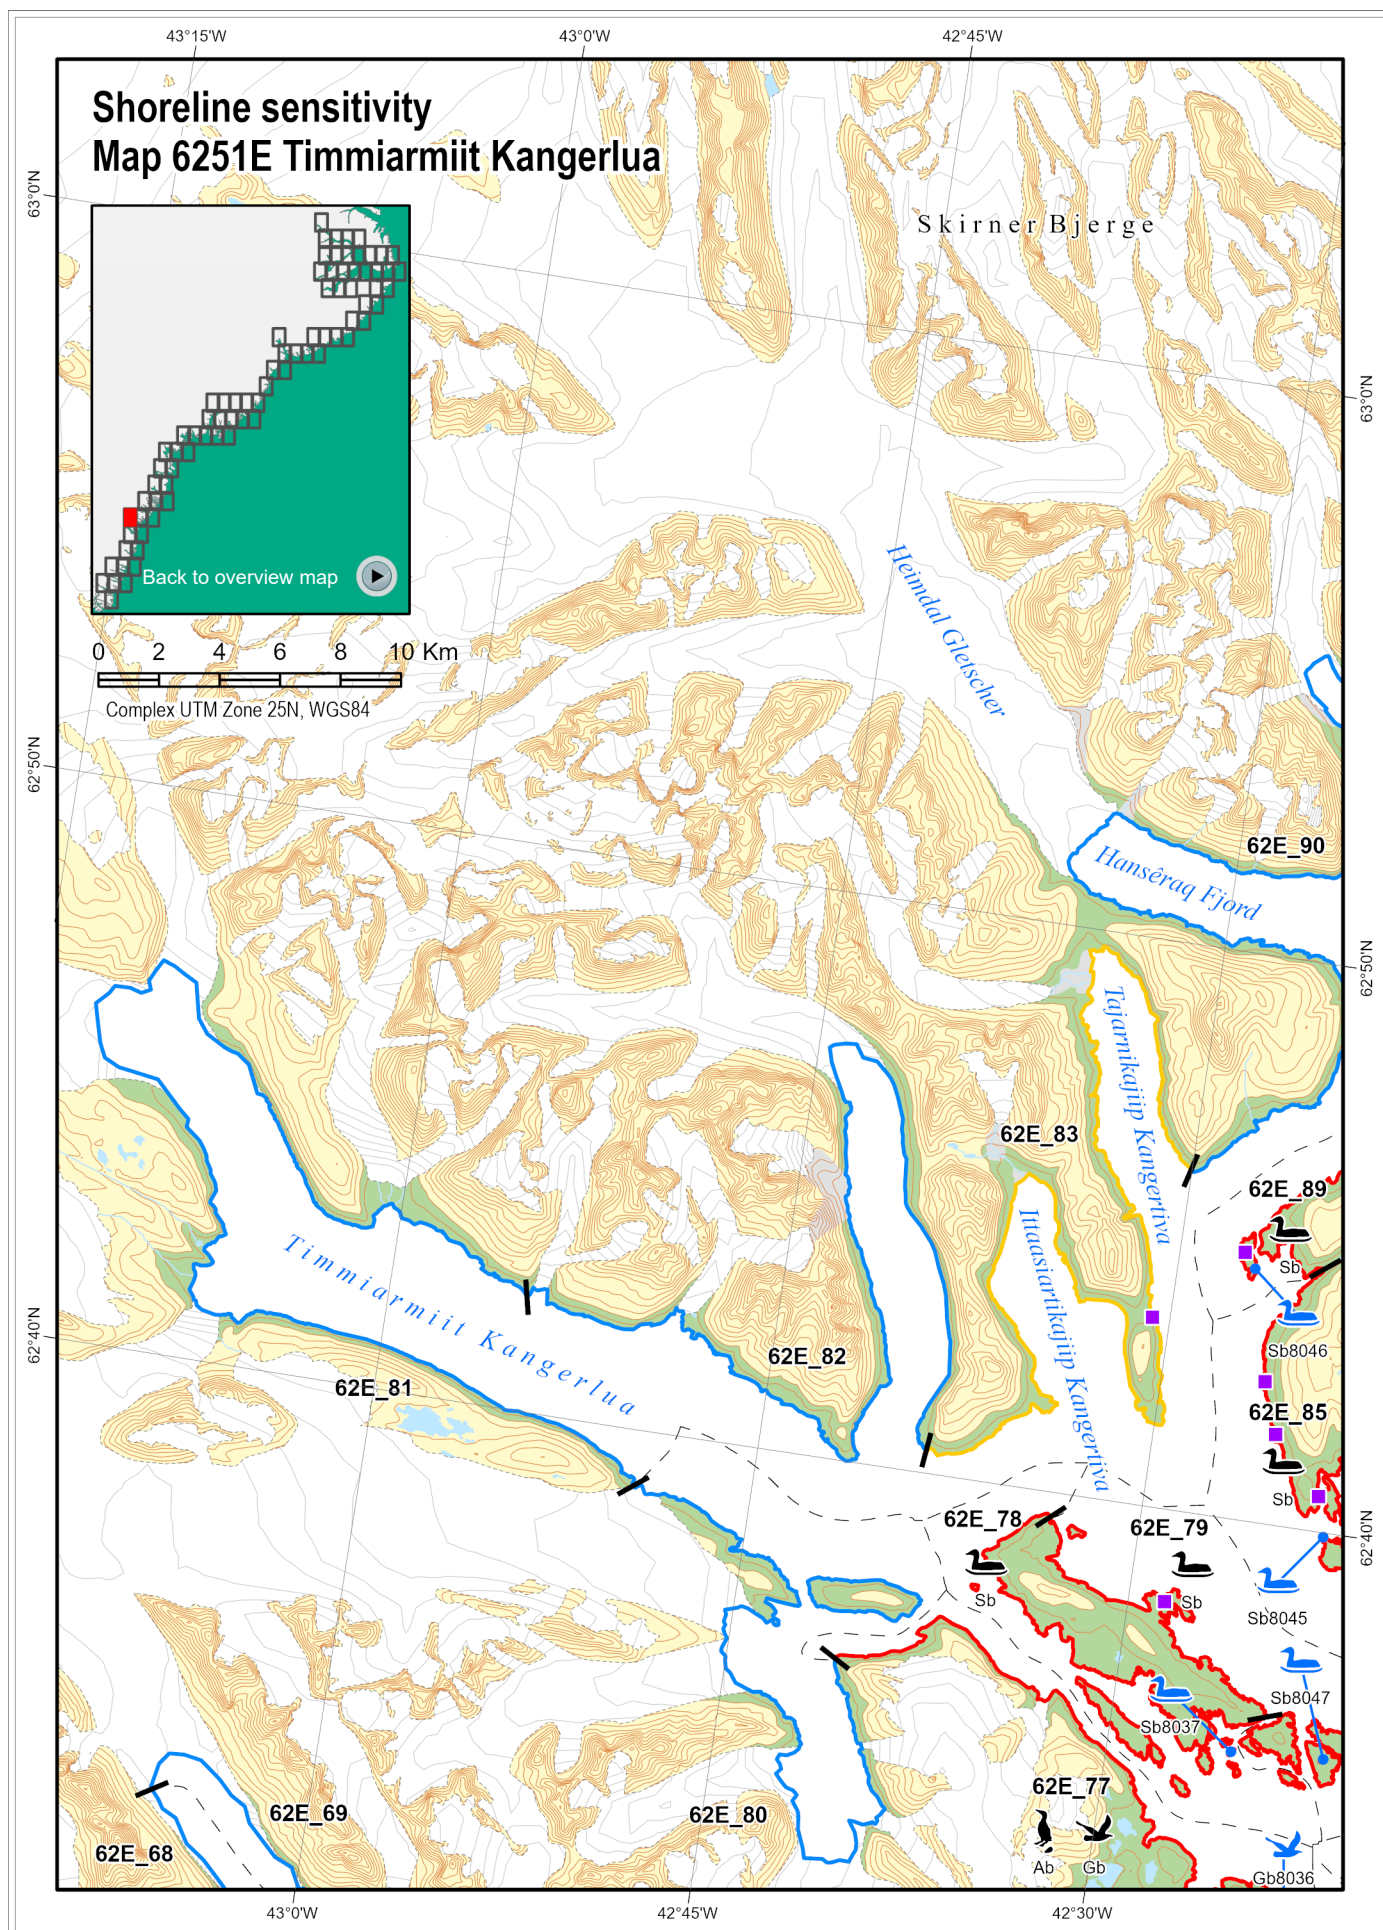 43°15'W
43°0'W
42°45'W
Shoreline sensitivity
Map 6251E Timmiarmiit Kangerlua
63°0'N
Skirner Bjerge
63°0'N
Back to overview map
Heimdal Gletscher
0 2 4 6 8 10 Km
Complex UTM Zone 25N, WGS84
62°50'N
62E_90
Hansêraq Fjord
62°50'N
Tajarnikajiip Kangertiva
62E_83
62E_89
Sb
Ittaasiartikajiip Kangertiva
Timmiarmiit Kangerlua
62°40'N
Sb8046
62E_82
62E_81
62E_85
Sb
62E_78
62E_79
62°40'N
Sb
Sb
Sb8045
Sb8047
Sb8037
62E_77
62E_69
62E_80
62E_68
Ab
Gb
Gb8036
43°0'W
42°45'W
42°30'W